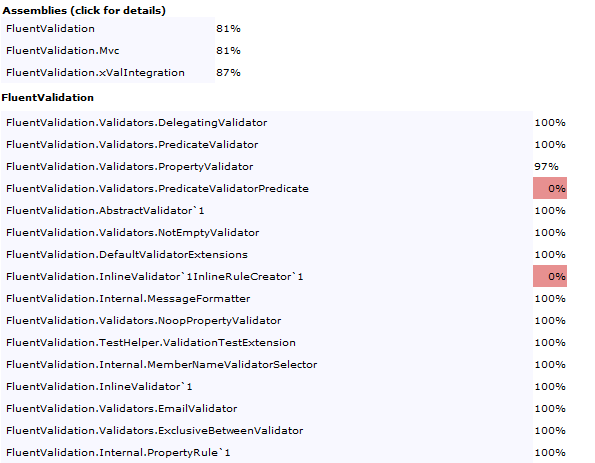 Assemblies (click for details)
FluentValidation 81%
FluentValidation.Mvc 81%
FluentValidation.xValIntegration 87%
FluentValidation
FluentValidation.Validators.DelegatingValidator 100%
FluentValidation.Validators.PredicateValidator 100%
FluentValidation.Validators.PropertyValidator 97%
FluentValidation.Validators.PredicateValidatorPredicate 0%
FluentValidation.AbstractValidator`1 100%
FluentValidation.Validators.NotEmptyValidator 100%
FluentValidation.DefaultValidatorExtensions 100%
FluentValidation.InlineValidator`1InlineRuleCreator`1 0%
FluentValidation.Internal.MessageFormatter 100%
FluentValidation.Validators.NoopPropertyValidator 100%
FluentValidation.TestHelper.ValidationTestExtension 100%
FluentValidation.Internal.MemberNameValidatorSelector 100%
FluentValidation.InlineValidator`1 100%
FluentValidation.Validators.EmailValidator 100%
FluentValidation.Validators.ExclusiveBetweenValidator 100%
FluentValidation.Internal.PropertyRule`1 100%